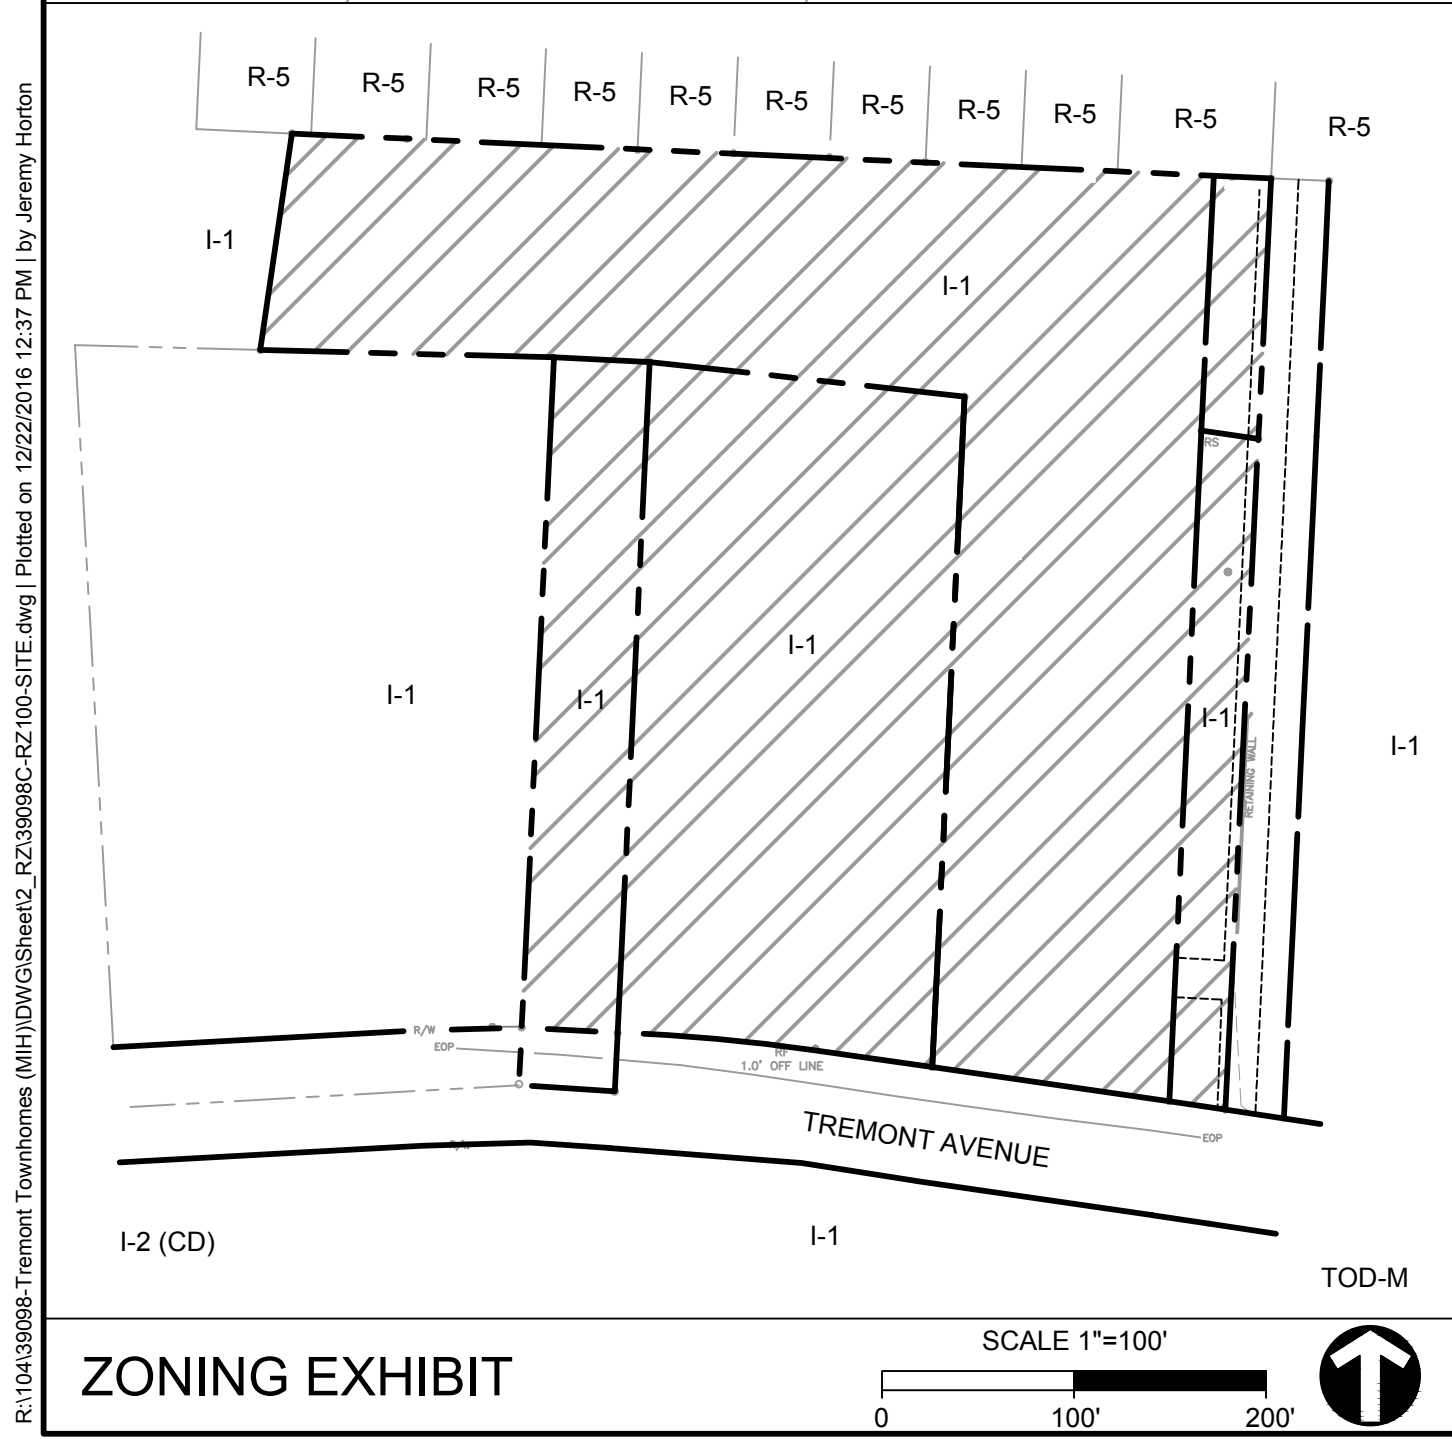 R-5
R-5
R-5
R-5
R-5
R-5
R-5
R-5
R-5
R-5
R-5
I-1
I-1
RS
I-1
I-1
I-1
I-1
I-1
RETAINING WALL
R/W
EOP
RF
1.0' OFF LINE
TREMONT AVENUE
EOP
R/W
I-2 (CD)
I-1
TOD-M
ZONING EXHIBIT
SCALE 1"=100'
0 100' 200'
R:\104\39098-Tremont Townhomes (MIH)\DWG\Sheet\2_RZ\39098C-RZ100-SITE.dwg | Plotted on 12/22/2016 12:37 PM | by Jeremy Horton